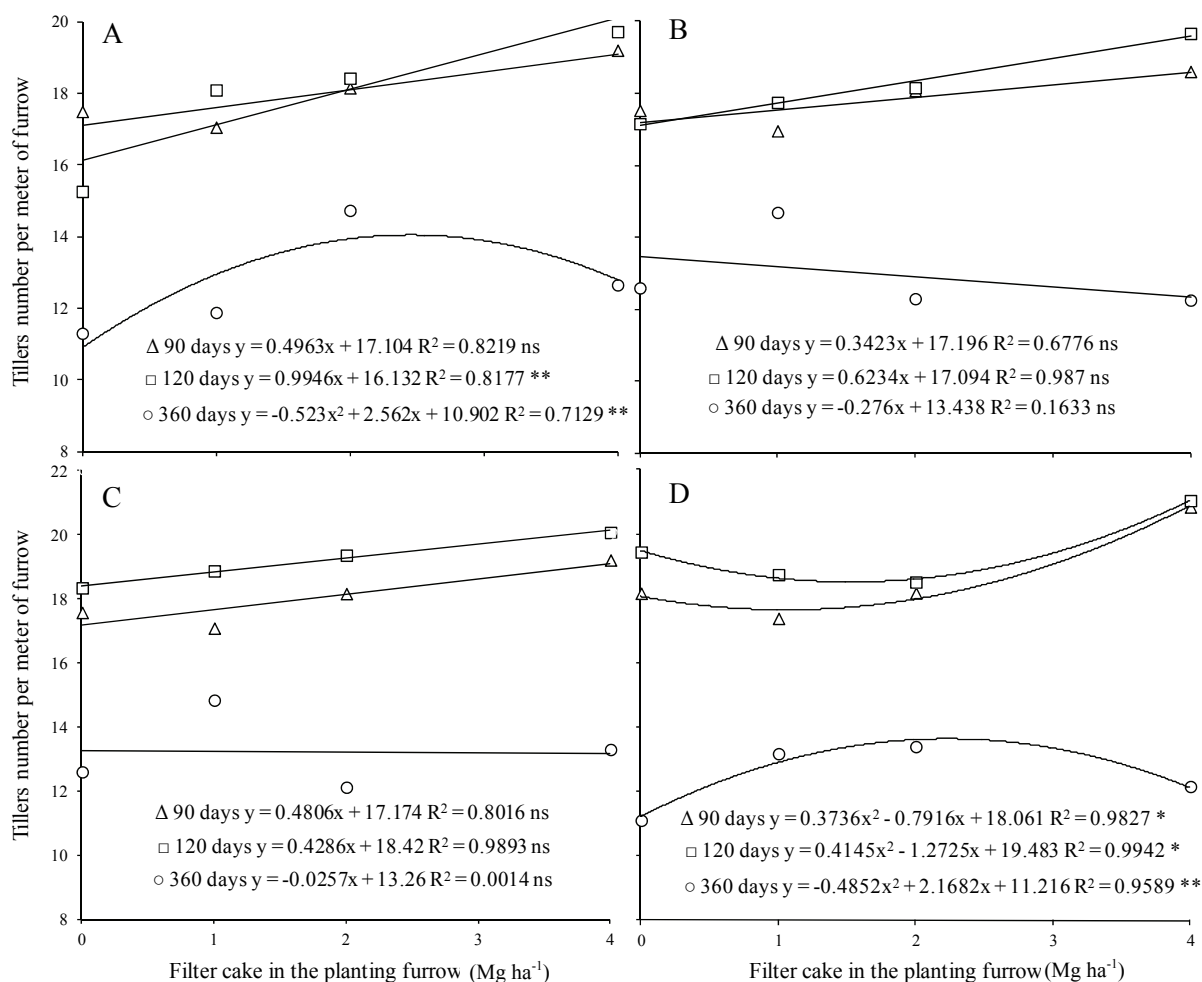 A
B
20
18
16
14
12
10
8
Tillers number per meter of furrow
Δ 90 days y = 0.4963x + 17.104 R² = 0.8219 ns
□ 120 days y = 0.9946x + 16.132 R² = 0.8177 **
○ 360 days y = -0.523x² + 2.562x + 10.902 R² = 0.7129 **
Δ 90 days y = 0.3423x + 17.196 R² = 0.6776 ns
□ 120 days y = 0.6234x + 17.094 R² = 0.987 ns
○ 360 days y = -0.276x + 13.438 R² = 0.1633 ns
C
D
22
20
18
16
14
12
10
8
Tillers number per meter of furrow
Δ 90 days y = 0.4806x + 17.174 R² = 0.8016 ns
□ 120 days y = 0.4286x + 18.42 R² = 0.9893 ns
○ 360 days y = -0.0257x + 13.26 R² = 0.0014 ns
Δ 90 days y = 0.3736x² - 0.7916x + 18.061 R² = 0.9827 *
□ 120 days y = 0.4145x² - 1.2725x + 19.483 R² = 0.9942 *
○ 360 days y = -0.4852x² + 2.1682x + 11.216 R² = 0.9589 **
0 1 2 3 4
0 1 2 3 4
Filter cake in the planting furrow (Mg ha⁻¹)
Filter cake in the planting furrow (Mg ha⁻¹)